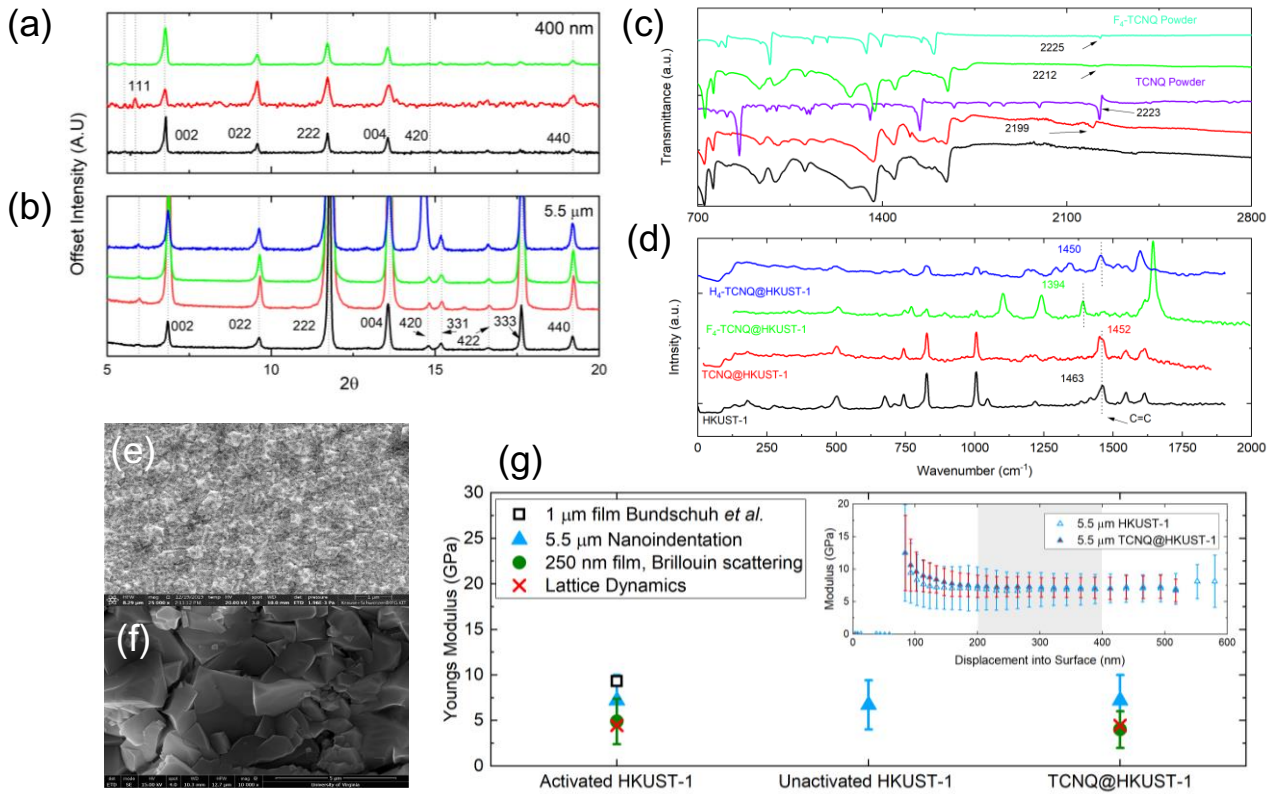 (a)
400 nm
111
002
022
222
004
420
440
(b)
5.5 μm
002
022
222
004
420
331
422
333
440
Offset Intensity (A.U)
5
10
15
20
2θ
(c)
F4-TCNQ Powder
2225
2212
TCNQ Powder
2223
2199
Transmittance (a.u.)
700
1400
2100
2800
(d)
1450
H4-TCNQ@HKUST-1
1394
F4-TCNQ@HKUST-1
1452
TCNQ@HKUST-1
1463
HKUST-1
C=C
Intnsity (a.u.)
0
250
500
750
1000
1250
1500
1750
2000
Wavenumber (cm-1)
(e)
(f)
5 μm
University of Virginia
(g)
30
25
20
15
10
5
0
Youngs Modulus (GPa)
1 μm film Bundschuh et al.
5.5 μm Nanoindentation
250 nm film, Brillouin scattering
Lattice Dynamics
Activated HKUST-1
Unactivated HKUST-1
TCNQ@HKUST-1
20
15
10
5
0
Modulus (GPa)
5.5 μm HKUST-1
5.5 μm TCNQ@HKUST-1
0
100
200
300
400
500
600
Displacement into Surface (nm)